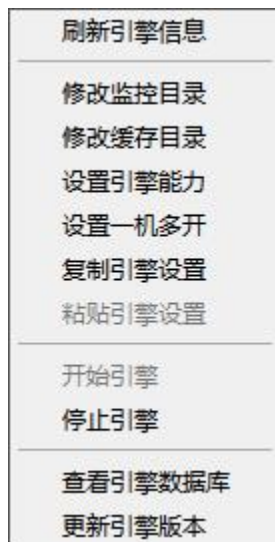 刷新引擎信息
修改监控目录
修改缓存目录
设置引擎能力
设置一机多开
复制引擎设置
粘贴引擎设置
开始引擎
停止引擎
查看引擎数据库
更新引擎版本